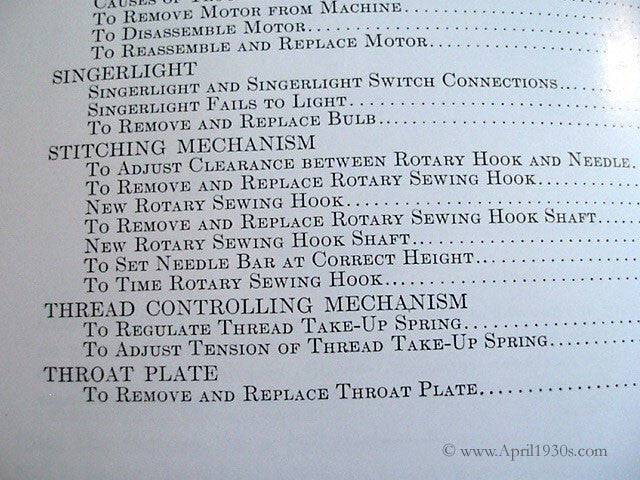 TO REMOVE MOTOR FROM MACHINE
TO DISASSEMBLE MOTOR
TO REASSEMBLE AND REPLACE MOTOR
SINGERLIGHT
SINGERLIGHT AND SINGERLIGHT SWITCH CONNECTIONS
SINGERLIGHT FAILS TO LIGHT
TO REMOVE AND REPLACE BULB
STITCHING MECHANISM
TO ADJUST CLEARANCE BETWEEN ROTARY HOOK AND NEEDLE
TO REMOVE AND REPLACE ROTARY SEWING HOOK
NEW ROTARY SEWING HOOK
TO REMOVE AND REPLACE ROTARY SEWING HOOK SHAFT
NEW ROTARY SEWING HOOK SHAFT
TO SET NEEDLE BAR AT CORRECT HEIGHT
TO TIME ROTARY SEWING HOOK
THREAD CONTROLLING MECHANISM
TO REGULATE THREAD TAKE-UP SPRING
TO ADJUST TENSION OF THREAD TAKE-UP SPRING
THROAT PLATE
TO REMOVE AND REPLACE THROAT PLATE
© www.April1930s.com